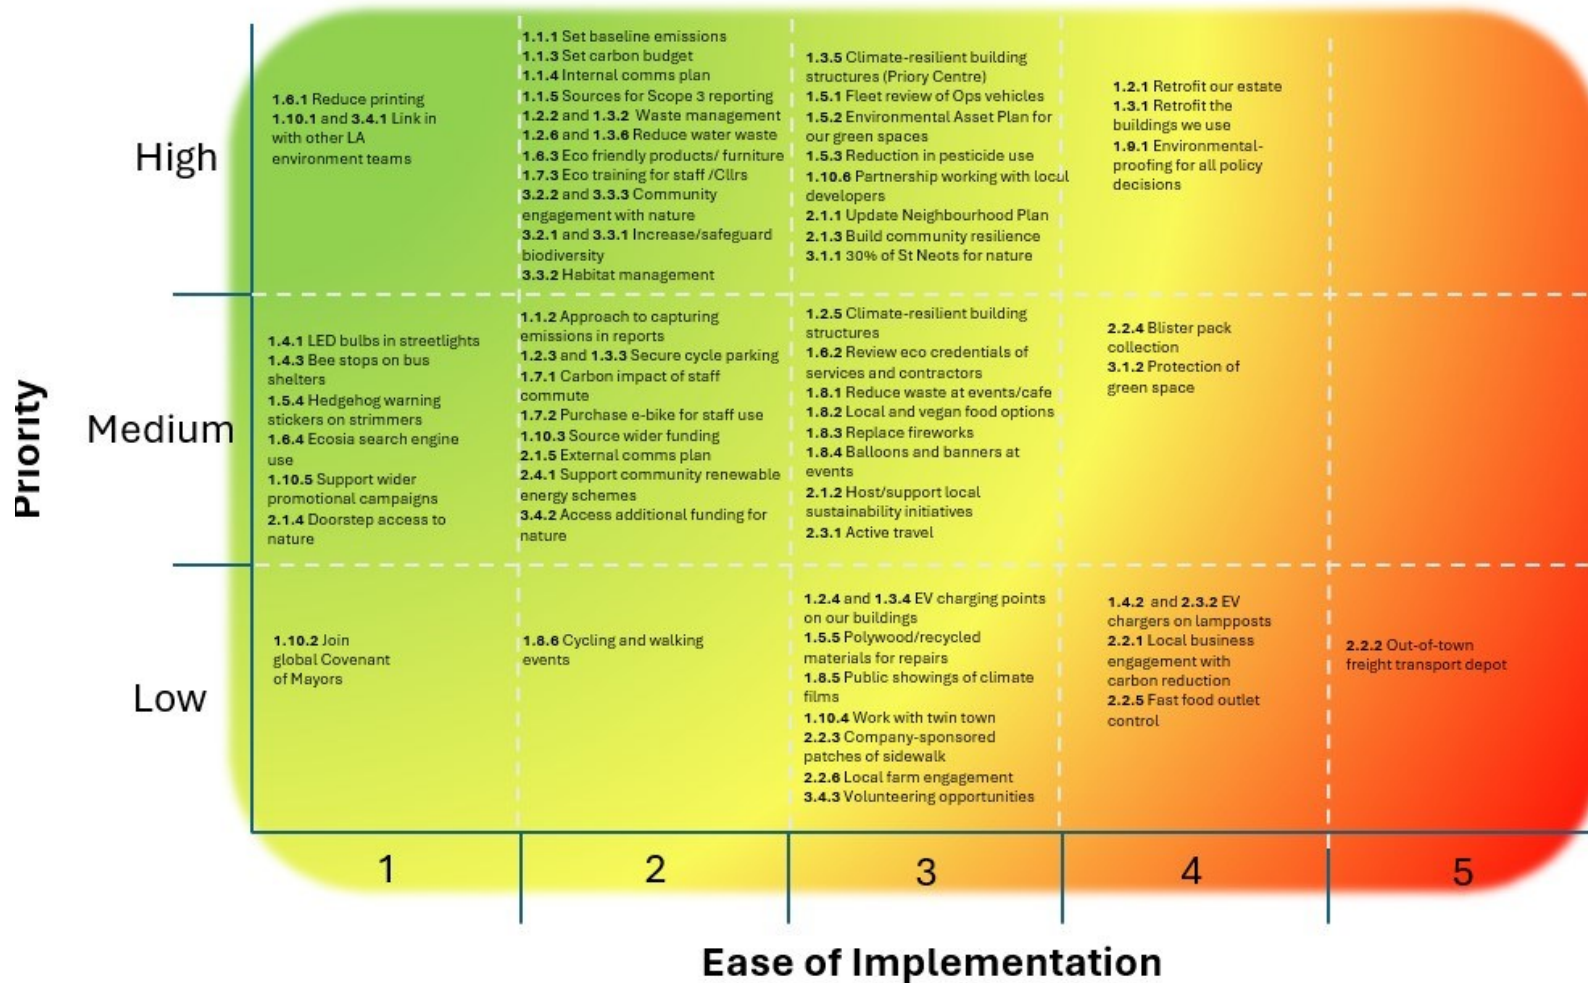 Priority
High
1.6.1 Reduce printing
1.10.1 and 3.4.1 Link in
with other LA
environment teams
1.1.1 Set baseline emissions
1.1.3 Set carbon budget
1.1.4 Internal comms plan
1.1.5 Sources for Scope 3 reporting
1.2.2 and 1.3.2 Waste management
1.2.6 and 1.3.6 Reduce water waste
1.6.3 Eco friendly products/ furniture
1.7.3 Eco training for staff /Cllrs
3.2.2 and 3.3.3 Community
engagement with nature
3.2.1 and 3.3.1 Increase/safeguard
biodiversity
3.3.2 Habitat management
1.3.5 Climate-resilient building
structures (Priory Centre)
1.5.1 Fleet review of Ops vehicles
1.5.2 Environmental Asset Plan for
our green spaces
1.5.3 Reduction in pesticide use
1.10.6 Partnership working with local
developers
2.1.1 Update Neighbourhood Plan
2.1.3 Build community resilience
3.1.1 30% of St Neots for nature
1.2.1 Retrofit our estate
1.3.1 Retrofit the
buildings we use
1.9.1 Environmental-
proofing for all policy
decisions
Medium
1.4.1 LED bulbs in streetlights
1.4.3 Bee stops on bus
shelters
1.5.4 Hedgehog warning
stickers on strimmers
1.6.4 Ecosia search engine
use
1.10.5 Support wider
promotional campaigns
2.1.4 Doorstep access to
nature
1.1.2 Approach to capturing
emissions in reports
1.2.3 and 1.3.3 Secure cycle parking
1.7.1 Carbon impact of staff
commute
1.7.2 Purchase e-bike for staff use
1.10.3 Source wider funding
2.1.5 External comms plan
2.4.1 Support community renewable
energy schemes
3.4.2 Access additional funding for
nature
1.2.5 Climate-resilient building
structures
1.6.2 Review eco credentials of
services and contractors
1.8.1 Reduce waste at events/cafe
1.8.2 Local and vegan food options
1.8.3 Replace fireworks
1.8.4 Balloons and banners at
events
2.1.2 Host/support local
sustainability initiatives
2.3.1 Active travel
2.2.4 Blister pack
collection
3.1.2 Protection of
green space
Low
1.10.2 Join
global Covenant
of Mayors
1.8.6 Cycling and walking
events
1.2.4 and 1.3.4 EV charging points
on our buildings
1.5.5 Polywood/recycled
materials for repairs
1.8.5 Public showings of climate
films
1.10.4 Work with twin town
2.2.3 Company-sponsored
patches of sidewalk
2.2.6 Local farm engagement
3.4.3 Volunteering opportunities
1.4.2 and 2.3.2 EV
chargers on lampposts
2.2.1 Local business
engagement with
carbon reduction
2.2.5 Fast food outlet
control
2.2.2 Out-of-town
freight transport depot
1
2
3
4
5
Ease of Implementation